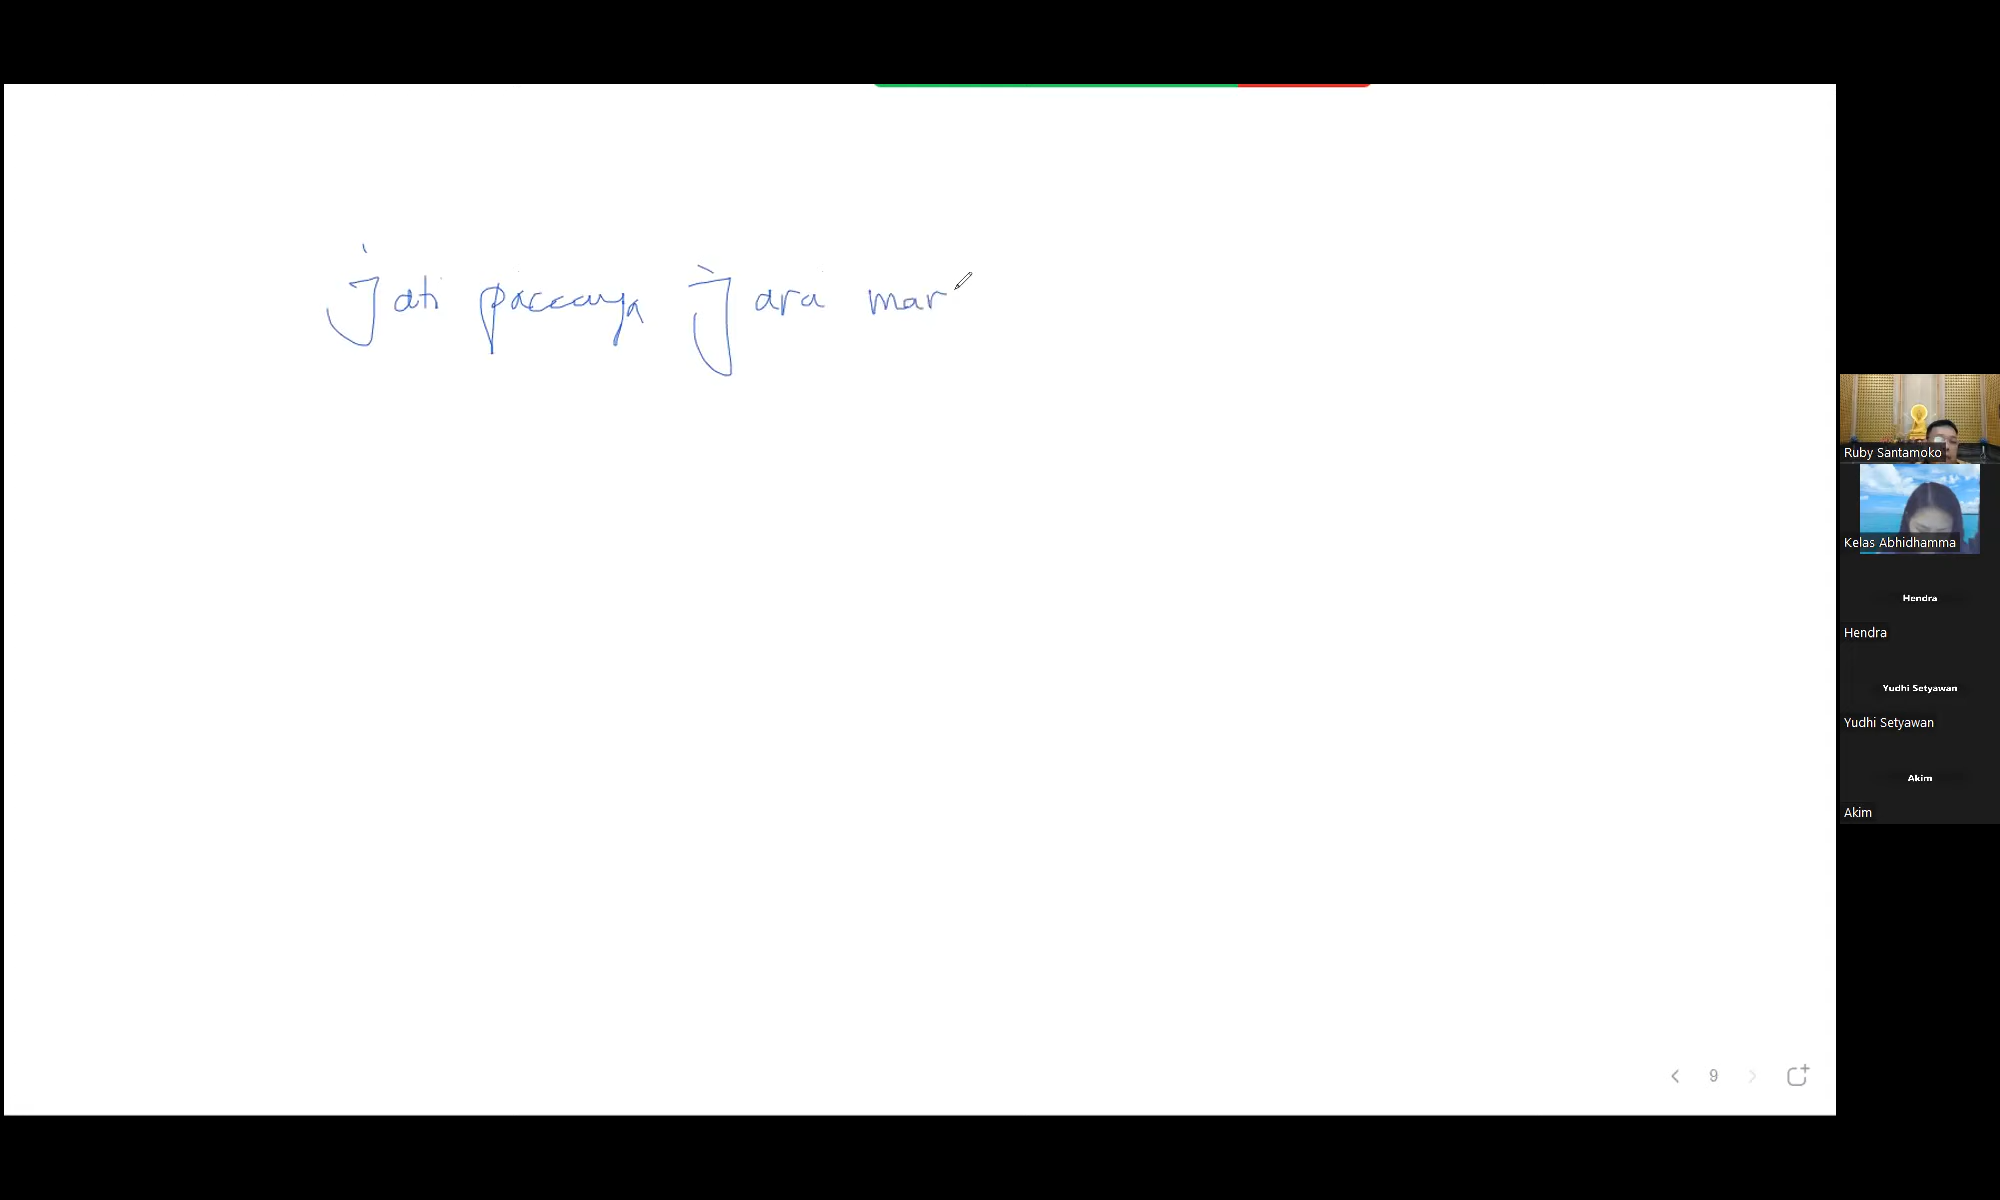 jati paccaya jara mar
Ruby Santamoko
Kelas Abhidhamma
Hendra
Hendra
Yudhi Setyawan
Yudhi Setyawan
Akim
Akim
9